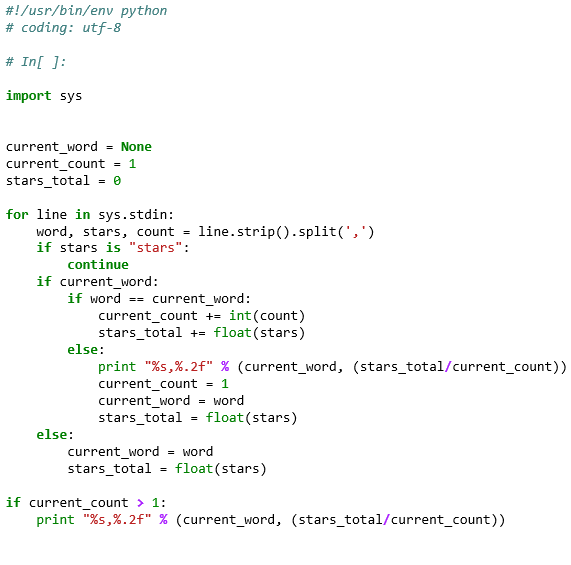 #!/usr/bin/env python
# coding: utf-8

# In[ ]:

import sys


current_word = None
current_count = 1
stars_total = 0

for line in sys.stdin:
    word, stars, count = line.strip().split(',')
    if stars is "stars":
        continue
    if current_word:
        if word == current_word:
            current_count += int(count)
            stars_total += float(stars)
        else:
            print "%s,%.2f" % (current_word, (stars_total/current_count))
            current_count = 1
            current_word = word
            stars_total = float(stars)
    else:
        current_word = word
        stars_total = float(stars)

if current_count > 1:
    print "%s,%.2f" % (current_word, (stars_total/current_count))